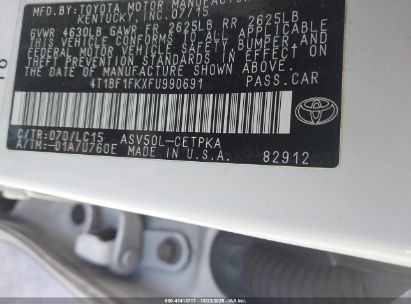 MFD. BY: TOYOTA MOTOR MANUFACTURING
KENTUCKY, INC. 07/15
GVWR 4630LB GAWR FR 2625LB RR 2625LB
THIS VEHICLE CONFORMS TO ALL APPLICABLE
FEDERAL MOTOR VEHICLE SAFETY, BUMPER, AND
THEFT PREVENTION STANDARDS IN EFFECT ON THE
DATE OF MANUFACTURE SHOWN ABOVE.
4T1BF1FKXFU990691 PASS.CAR
C/TR:070/LC15 ASV50L-CETPKA
A/TM:-01A/U760E MADE IN U.S.A.
82912
TOYOTA